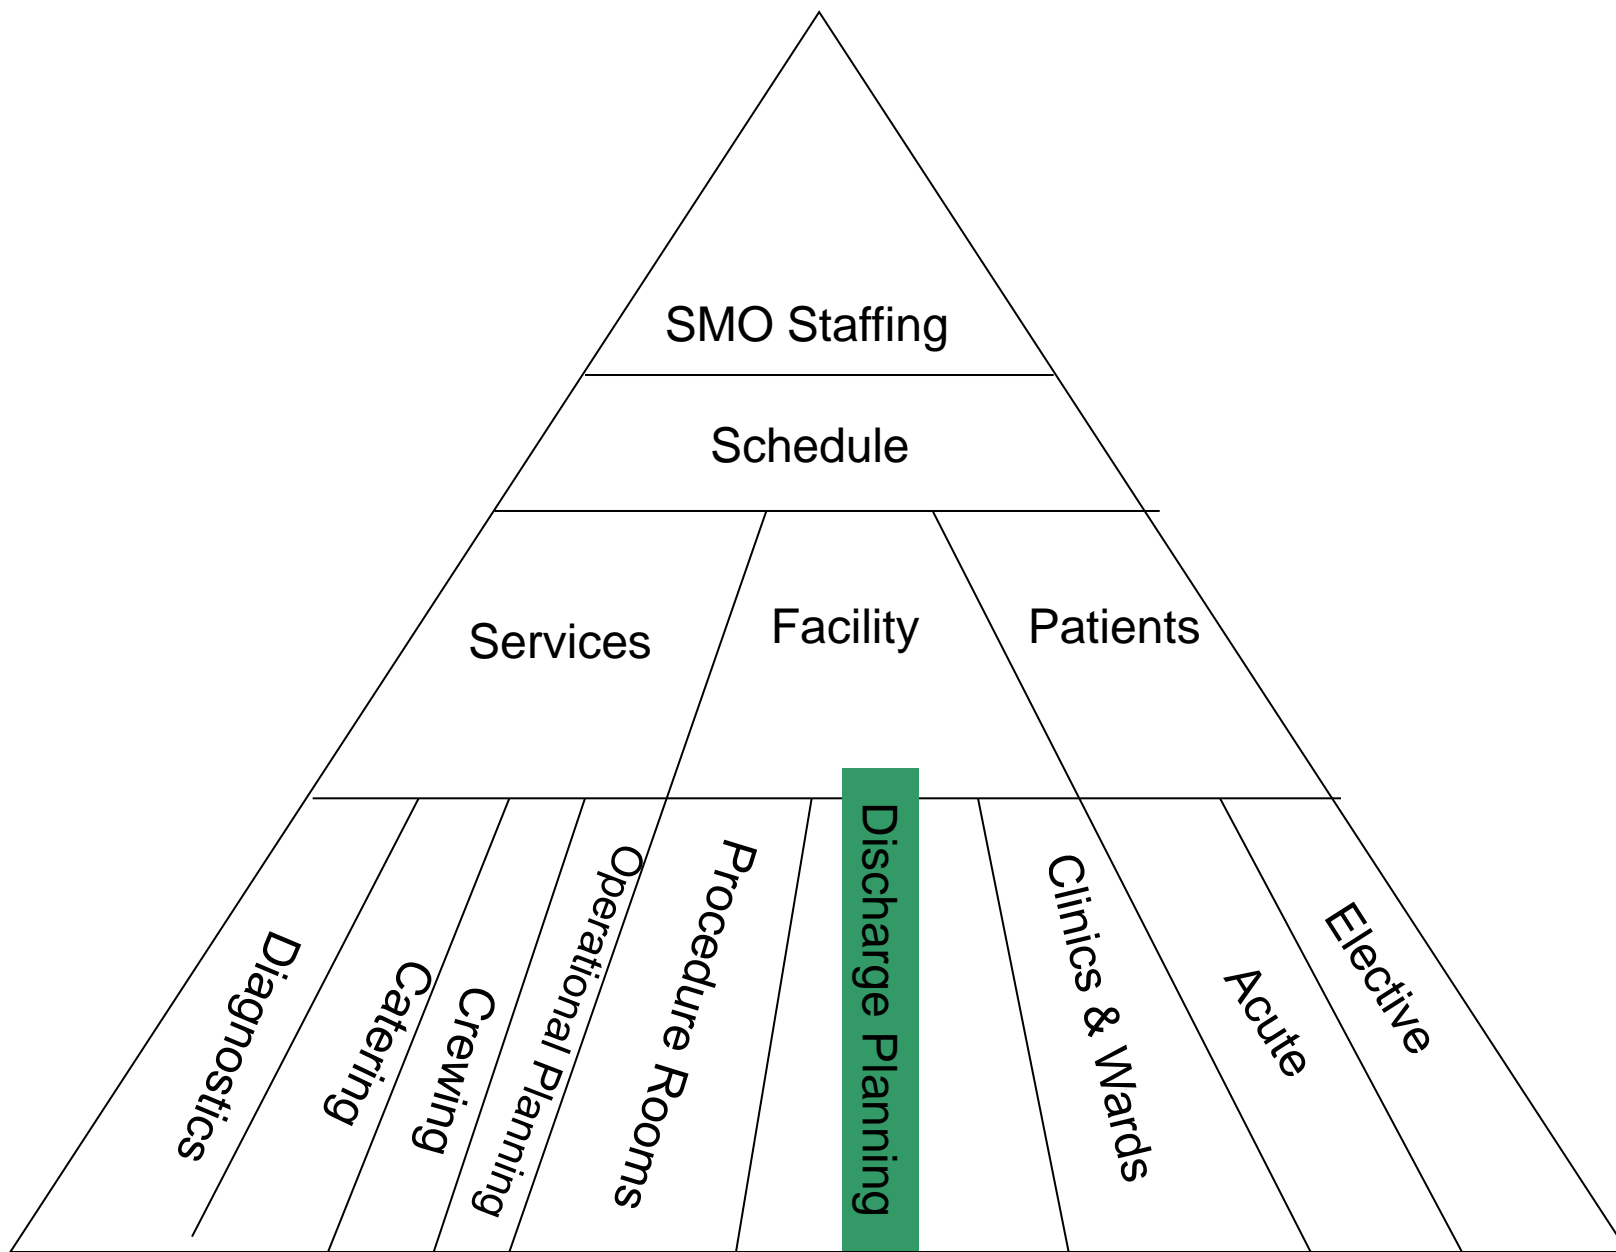 SMO Staffing
Schedule
Services
Facility
Patients
Diagnostics
Catering
Crewing
Operational Planning
Procedure Rooms
Discharge Planning
Clinics & Wards
Acute
Elective